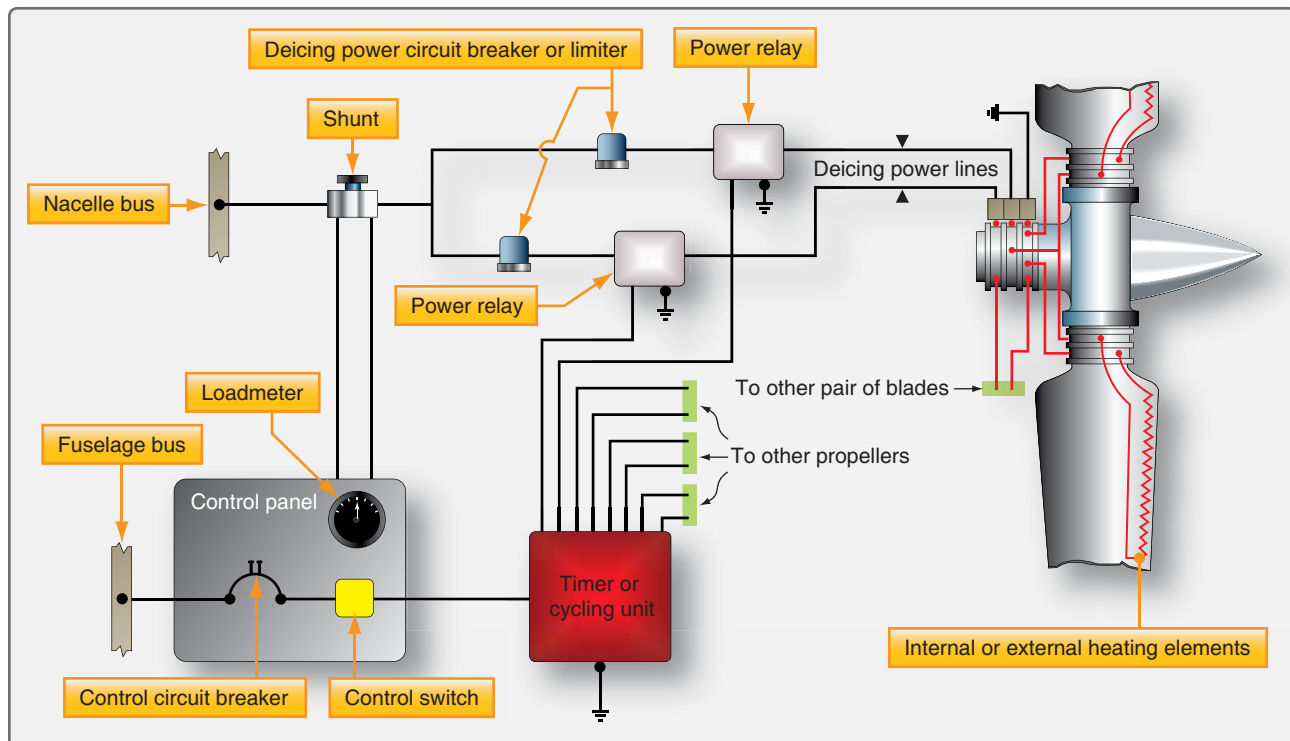 Deicing power circuit breaker or limiter
Power relay
Shunt
Nacelle bus
Deicing power lines
Power relay
Loadmeter
To other pair of blades
Fuselage bus
To other propellers
Control panel
Timer or
cycling unit
Internal or external heating elements
Control circuit breaker
Control switch